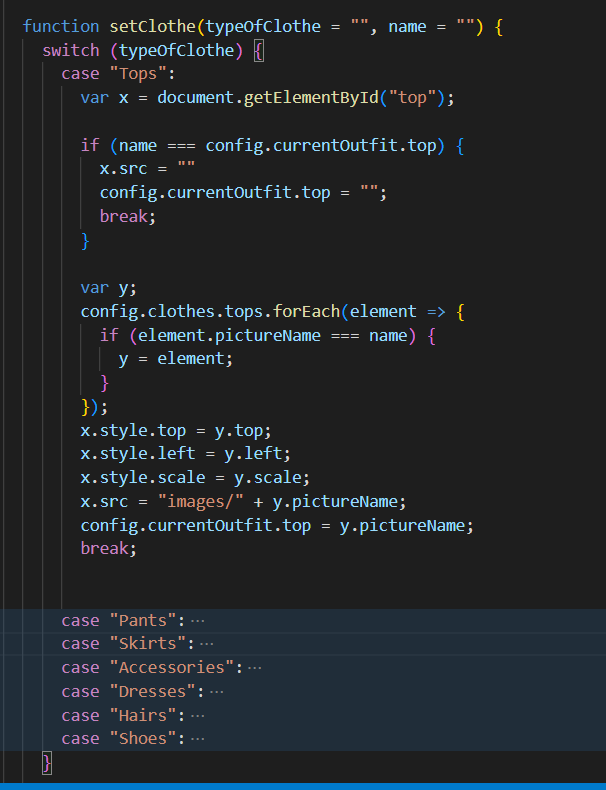 function setClothe(typeOfClothe = "", name = "") {
switch (typeOfClothe) {
case "Tops":
var x = document.getElementById("top");
if (name === config.currentOutfit.top) {
x.src = ""
config.currentOutfit.top = "";
break;
}
var y;
config.clothes.tops.forEach(element => {
if (element.pictureName === name) {
y = element;
}
});
x.style.top = y.top;
x.style.left = y.left;
x.style.scale = y.scale;
x.src = "images/" + y.pictureName;
config.currentOutfit.top = y.pictureName;
break;
case "Pants": ...
case "Skirts": ...
case "Accessories": ...
case "Dresses": ...
case "Hairs": ...
case "Shoes": ...
}